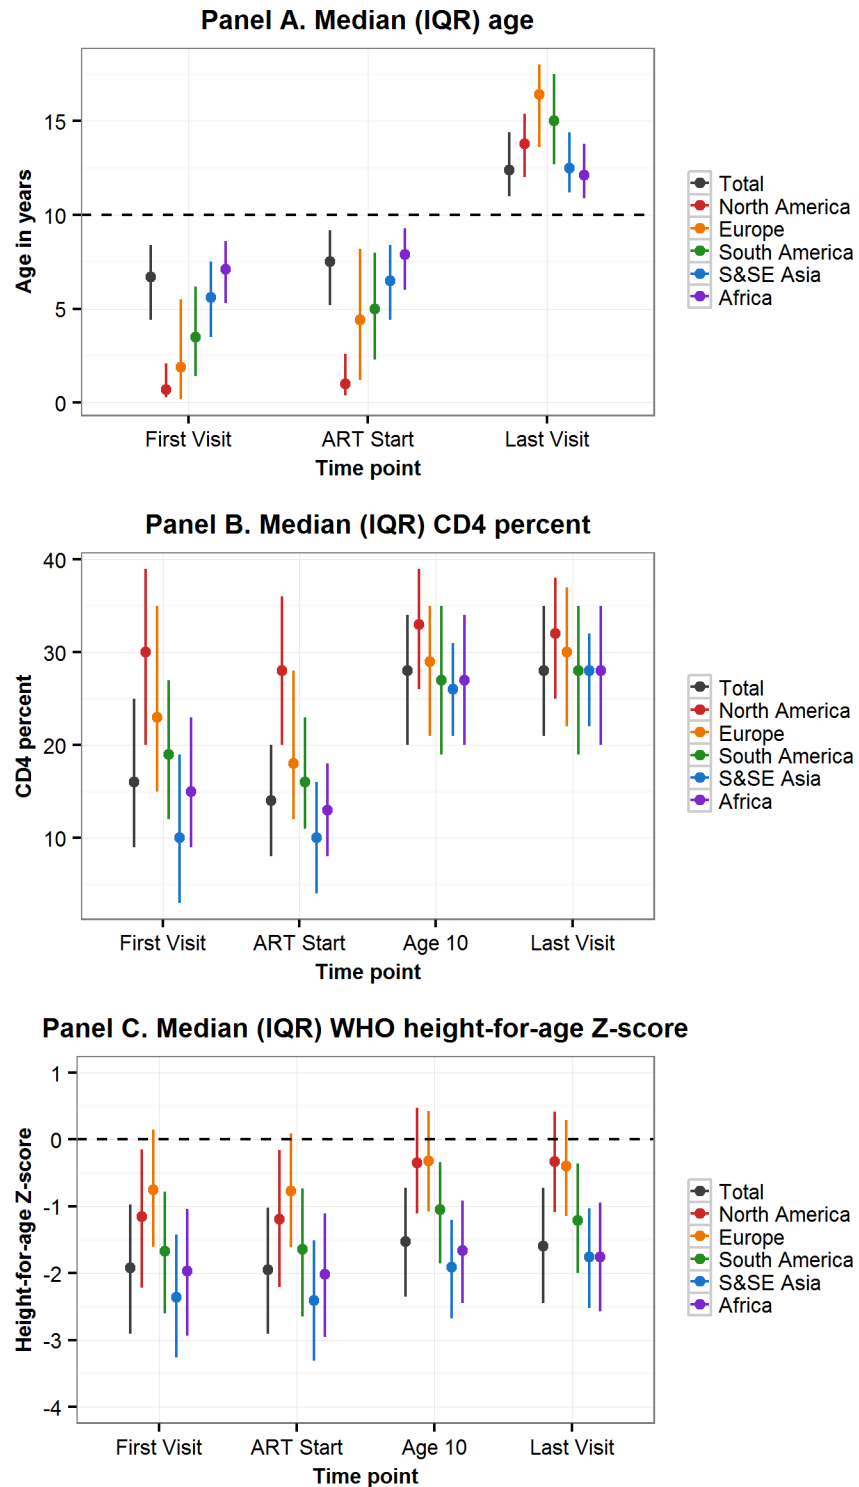 Panel A. Median (IQR) age
Age in years
15
10
5
0
First Visit ART Start Last Visit
Time point
Total
North America
Europe
South America
S&SE Asia
Africa
Panel B. Median (IQR) CD4 percent
CD4 percent
40
30
20
10
First Visit ART Start Age 10 Last Visit
Time point
Total
North America
Europe
South America
S&SE Asia
Africa
Panel C. Median (IQR) WHO height-for-age Z-score
Height-for-age Z-score
1
0
-1
-2
-3
-4
First Visit ART Start Age 10 Last Visit
Time point
Total
North America
Europe
South America
S&SE Asia
Africa